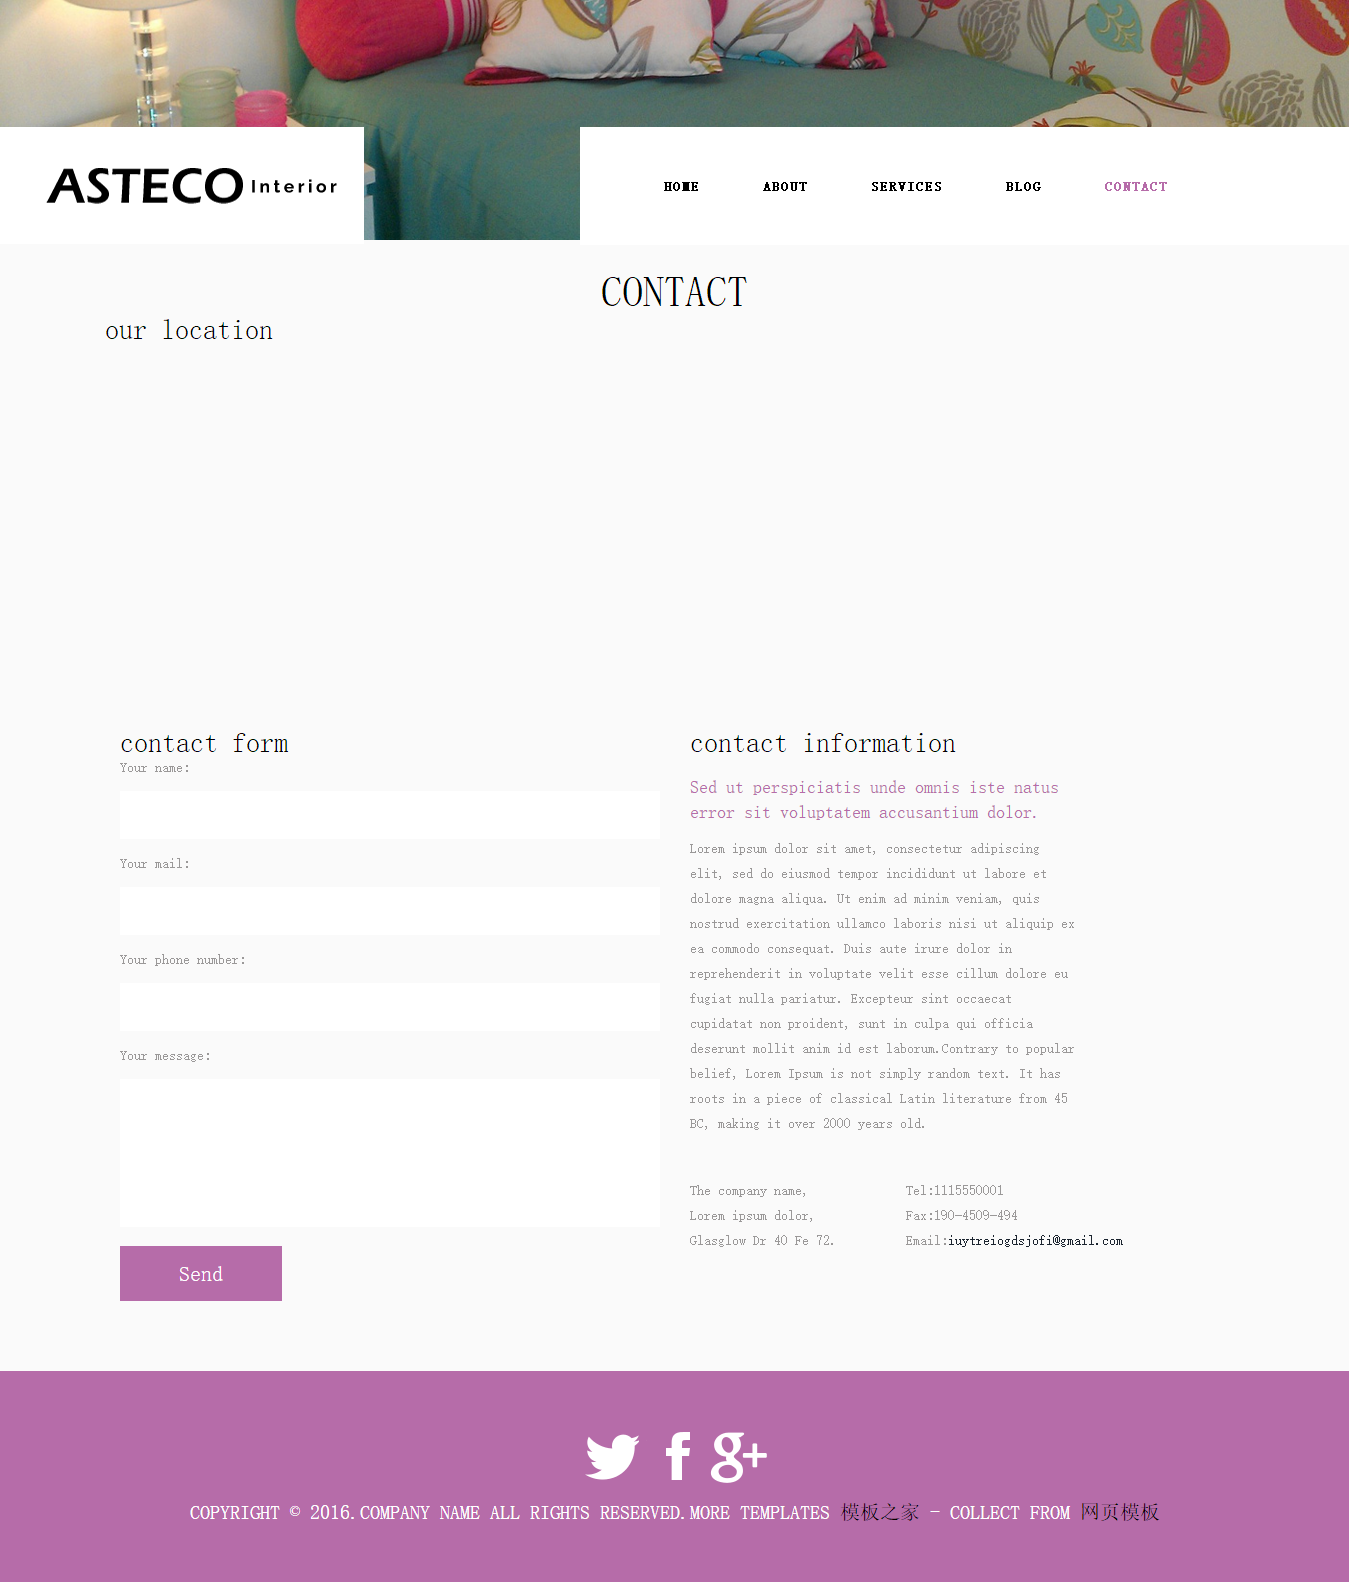 ASTECO Interior
HOME ABOUT SERVICES BLOG CONTACT
CONTACT
our location
contact form
Your name:
Your mail:
Your phone number:
Your message:
Send
contact information
Sed ut perspiciatis unde omnis iste natus
error sit voluptatem accusantium dolor.
Lorem ipsum dolor sit amet, consectetur adipiscing
elit, sed do eiusmod tempor incididunt ut labore et
dolore magna aliqua. Ut enim ad minim veniam, quis
nostrud exercitation ullamco laboris nisi ut aliquip ex
ea commodo consequat. Duis aute irure dolor in
reprehenderit in voluptate velit esse cillum dolore eu
fugiat nulla pariatur. Excepteur sint occaecat
cupidatat non proident, sunt in culpa qui officia
deserunt mollit anim id est laborum.Contrary to popular
belief, Lorem Ipsum is not simply random text. It has
roots in a piece of classical Latin literature from 45
BC, making it over 2000 years old.
The company name,
Lorem ipsum dolor,
Glasglow Dr 40 Fe 72.
Tel:1115550001
Fax:190-4509-494
Email:iuytreiogdsjofi@gmail.com
COPYRIGHT © 2016.COMPANY NAME ALL RIGHTS RESERVED.MORE TEMPLATES 模板之家 - COLLECT FROM 网页模板